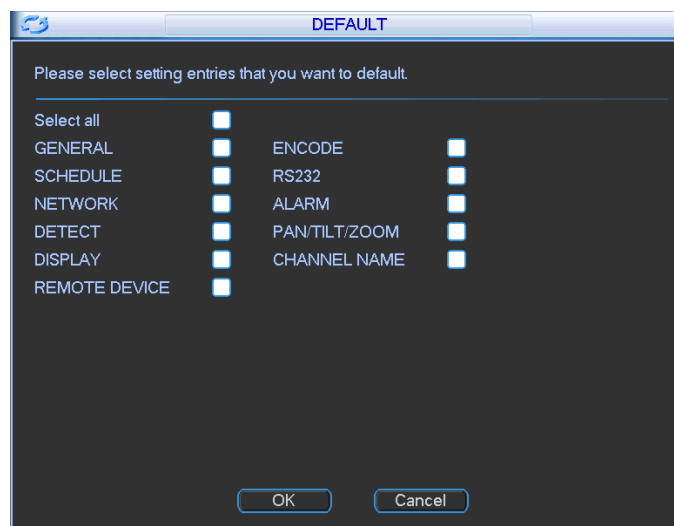 DEFAULT
Please select setting entries that you want to default.
Select all
GENERAL ENCODE
SCHEDULE RS232
NETWORK ALARM
DETECT PAN/TILT/ZOOM
DISPLAY CHANNEL NAME
REMOTE DEVICE
OK Cancel